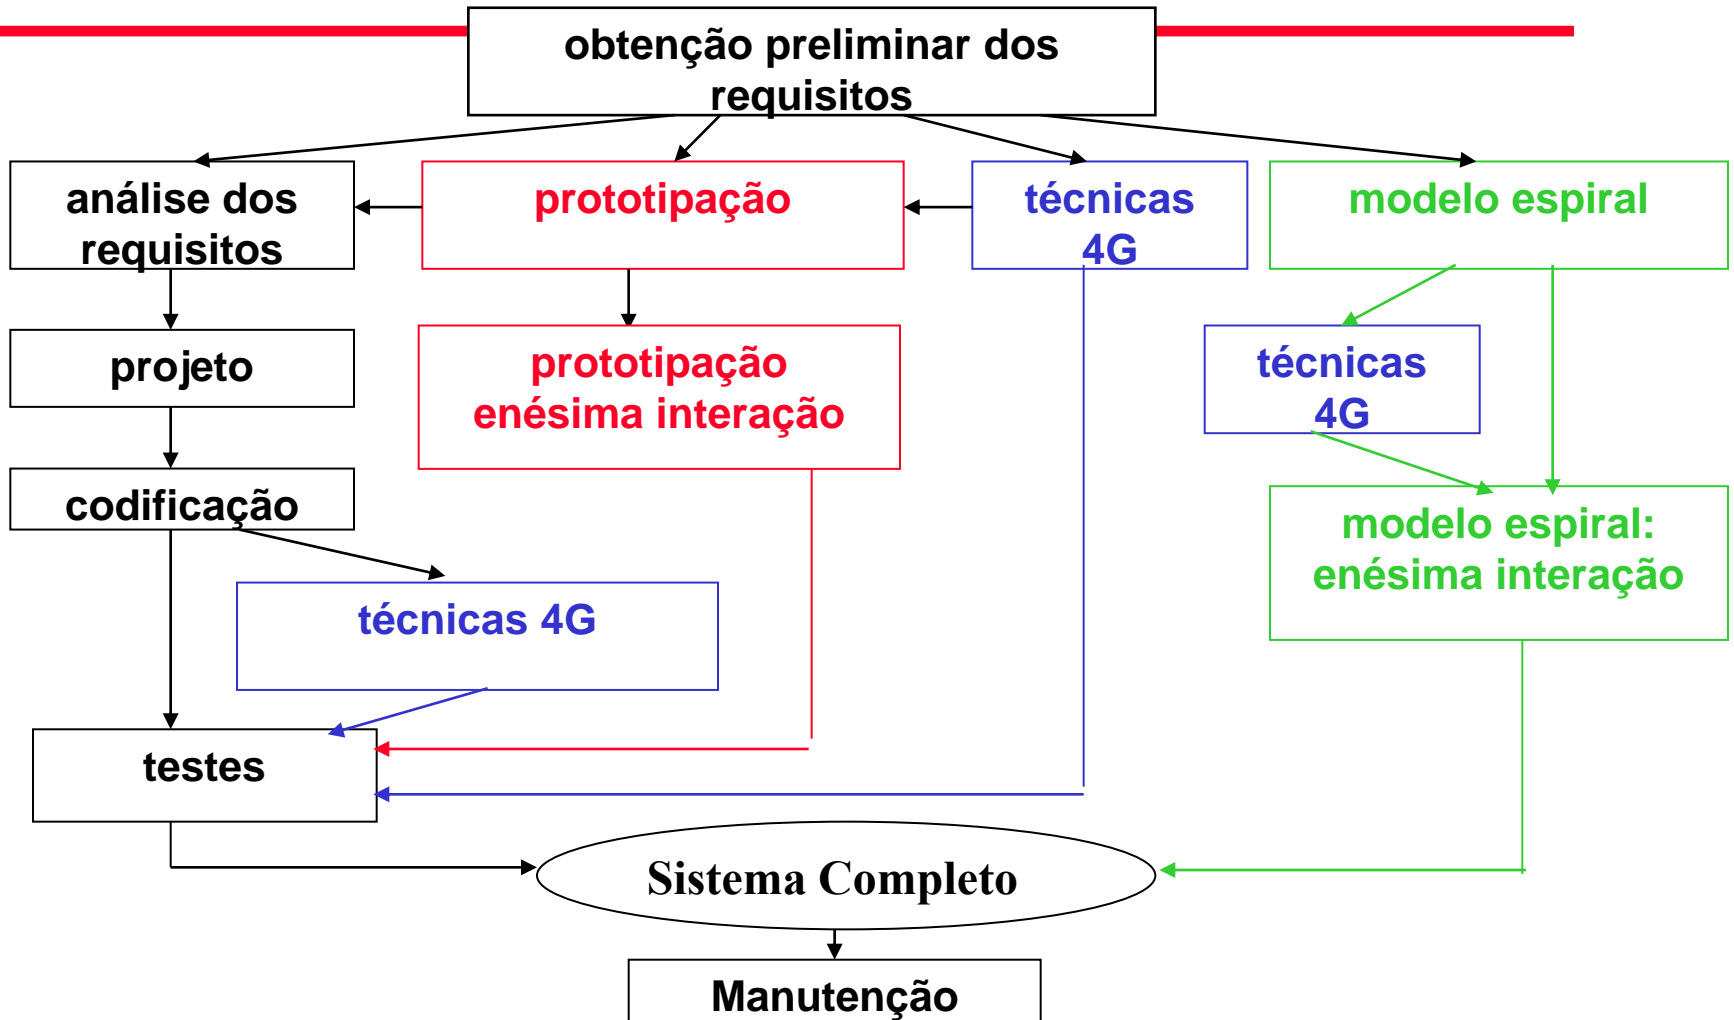 obtenção preliminar dos
requisitos
análise dos
requisitos
prototipação
técnicas
4G
modelo espiral
projeto
prototipação
enésima interação
técnicas
4G
codificação
modelo espiral:
enésima interação
técnicas 4G
testes
Sistema Completo
Manutenção